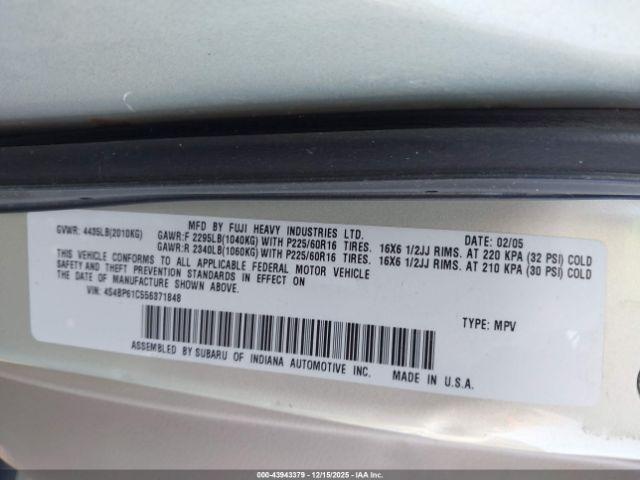 MFD BY FUJI HEAVY INDUSTRIES LTD. DATE: 02/05
GVWR: 4435LB(2010KG) GAWR:F 2295LB(1040KG) WITH P225/60R16 TIRES. 16X6 1/2JJ RIMS. AT 220 KPA (32 PSI) COLD
GAWR:R 2340LB(1060KG) WITH P225/60R16 TIRES. 16X6 1/2JJ RIMS. AT 210 KPA (30 PSI) COLD
THIS VEHICLE CONFORMS TO ALL APPLICABLE FEDERAL MOTOR VEHICLE
SAFETY AND THEFT PREVENTION STANDARDS IN EFFECT ON
THE DATE OF MANUFACTURE SHOWN ABOVE.
VIN: 4S4BP61C556371848 TYPE: MPV
ASSEMBLED BY SUBARU OF INDIANA AUTOMOTIVE INC. MADE IN U.S.A.
000-43943379 - 12/15/2025 - COPYRIGHT © IAA, LLC